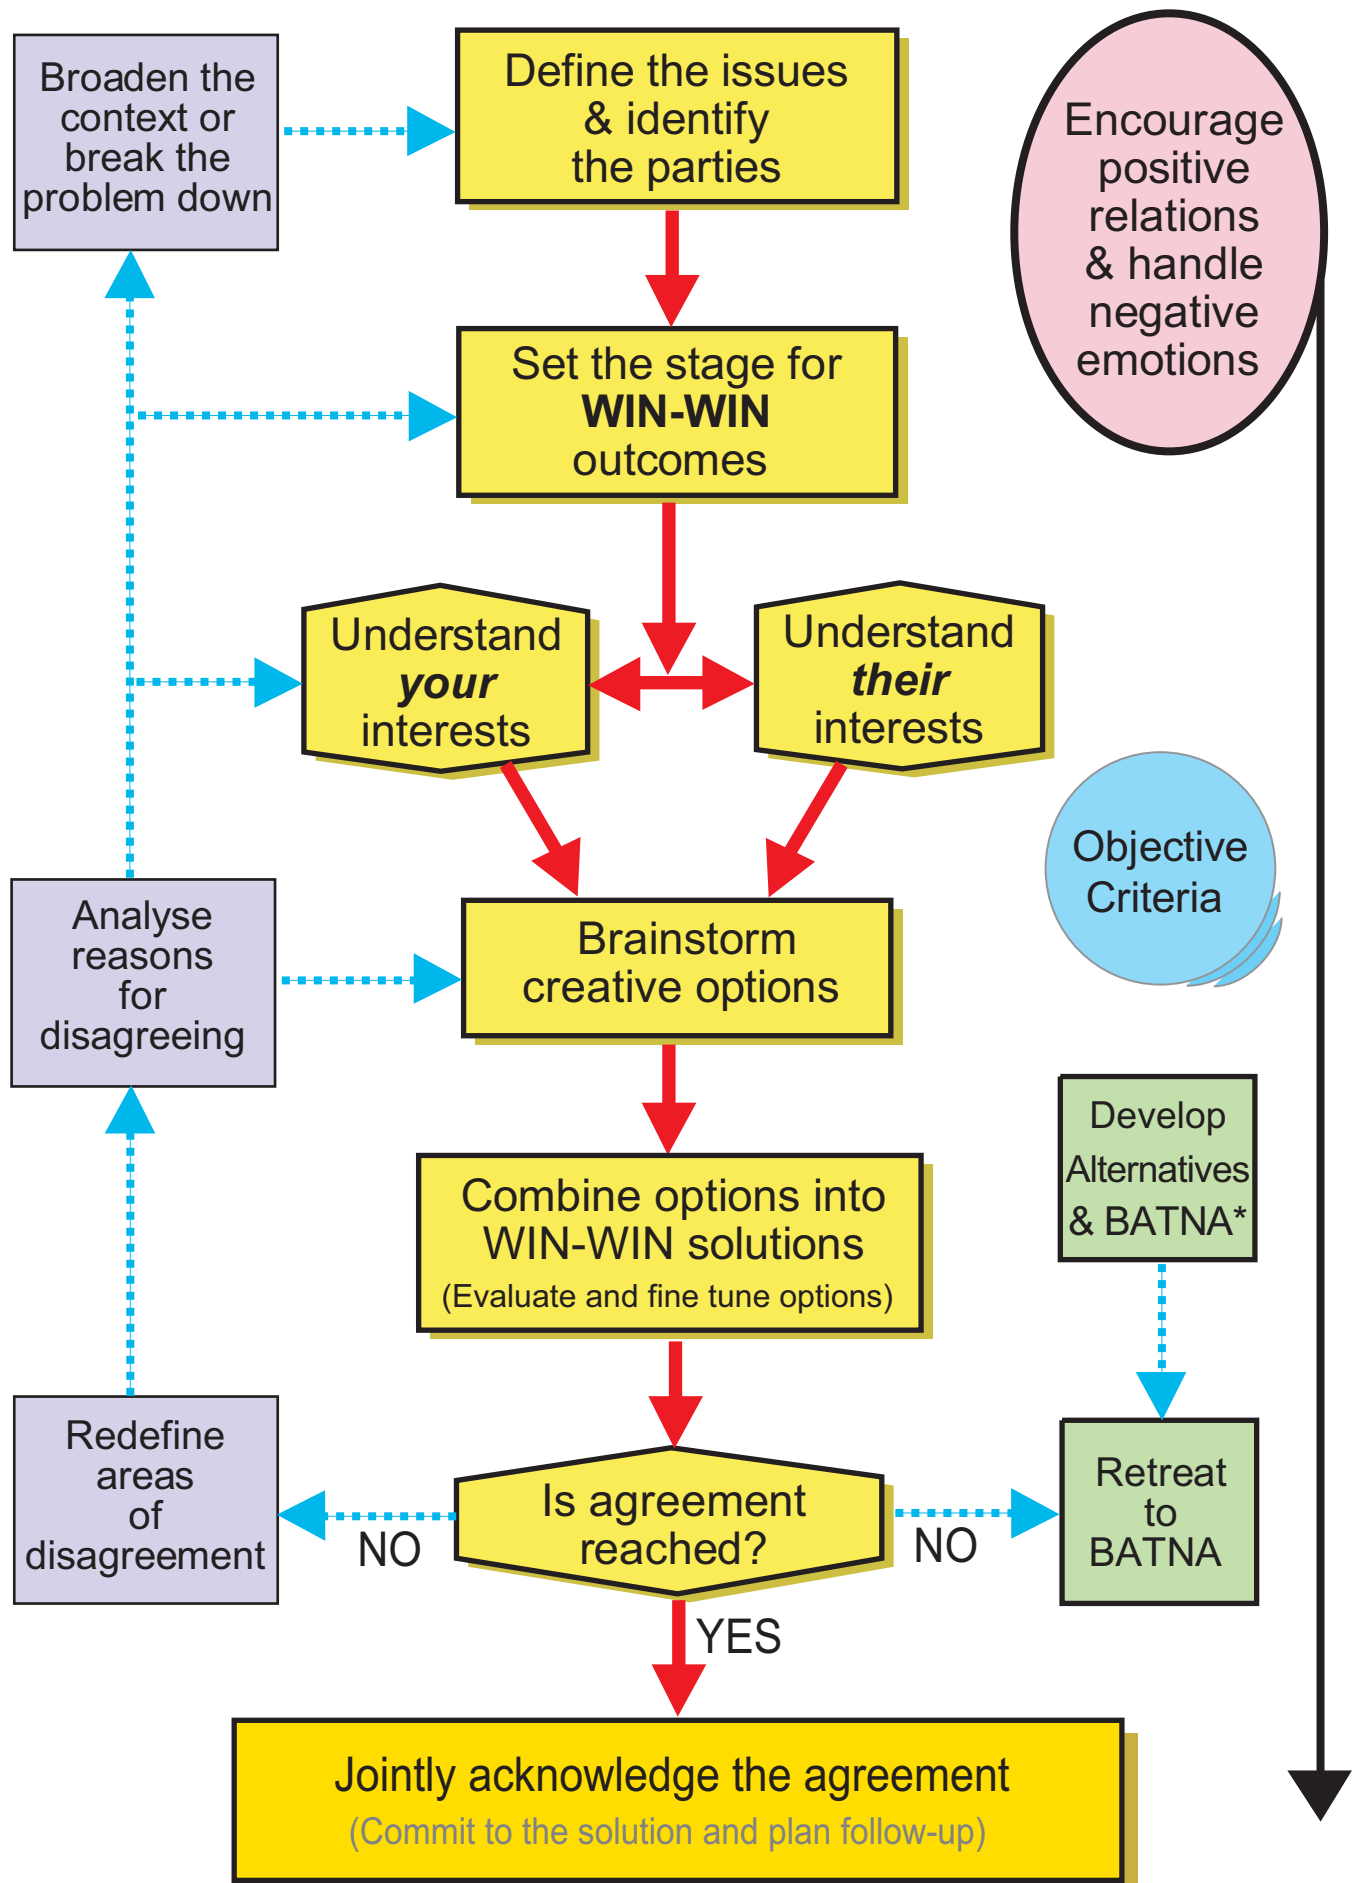 Broaden the
context or
break the
problem down
Define the issues
& identify
the parties
Encourage
positive
relations
& handle
negative
emotions
Set the stage for
WIN-WIN
outcomes
Understand
your
interests
Understand
their
interests
Objective
Criteria
Analyse
reasons
for
disagreeing
Brainstorm
creative options
Develop
Alternatives
& BATNA*
Combine options into
WIN-WIN solutions
(Evaluate and fine tune options)
Redefine
areas
of
disagreement
NO
Is agreement
reached?
NO
Retreat
to
BATNA
YES
Jointly acknowledge the agreement
(Commit to the solution and plan follow-up)